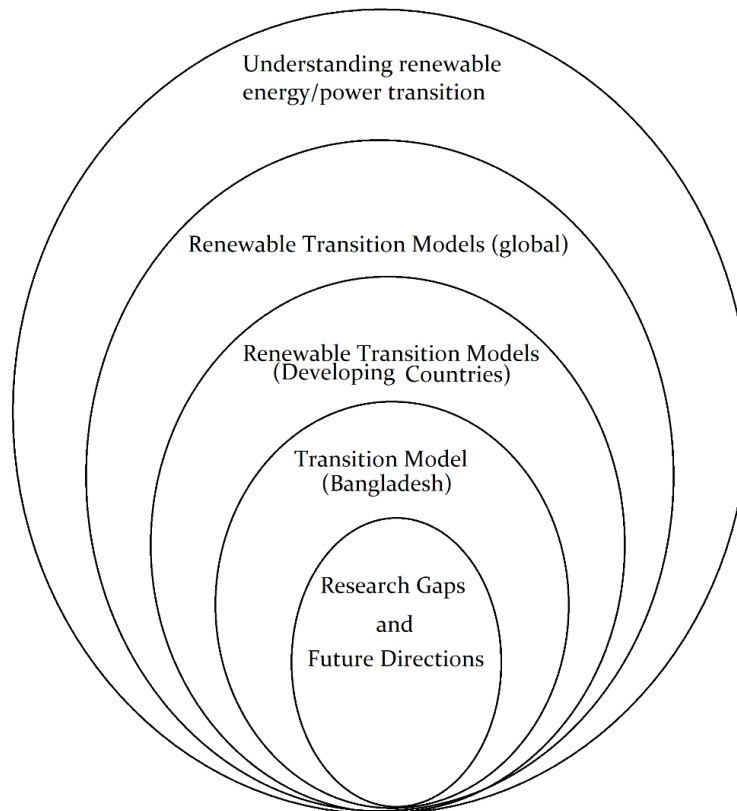 Understanding renewable
energy/power transition
Renewable Transition Models (global)
Renewable Transition Models
(Developing Countries)
Transition Model
(Bangladesh)
Research Gaps
and
Future Directions